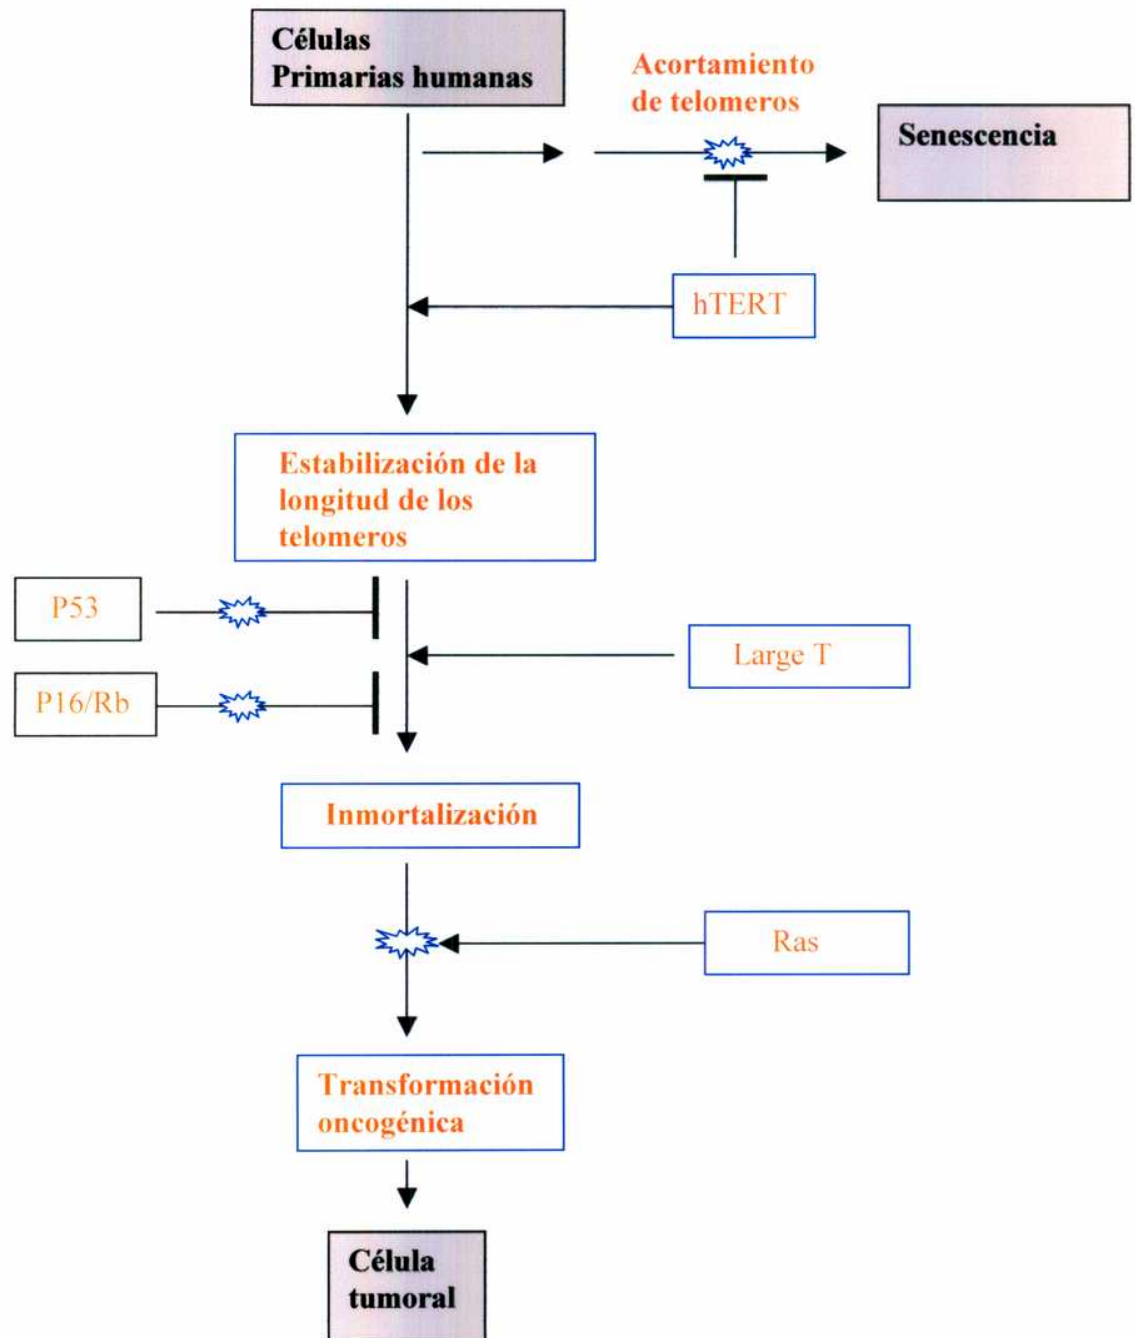 Células
Primarias humanas
Acortamiento
de telomeros
Senescencia
hTERT
Estabilización de la
longitud de los
telomeros
P53
Large T
P16/Rb
Inmortalización
Ras
Transformación
oncogénica
Célula
tumoral